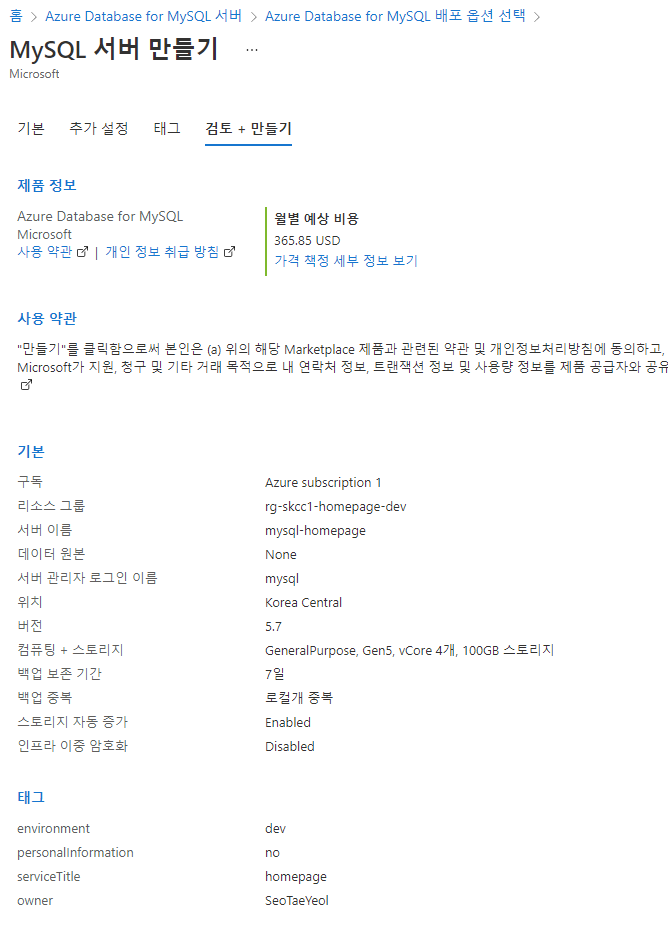 홈 > Azure Database for MySQL 서버 > Azure Database for MySQL 배포 옵션 선택 >
MySQL 서버 만들기 ...
Microsoft
기본 추가 설정 태그 검토 + 만들기
제품 정보
Azure Database for MySQL
Microsoft
사용 약관 | 개인 정보 취급 방침
월별 예상 비용
365.85 USD
가격 책정 세부 정보 보기
사용 약관
"만들기"를 클릭함으로써 본인은 (a) 위의 해당 Marketplace 제품과 관련된 약관 및 개인정보처리방침에 동의하고,
Microsoft가 지원, 청구 및 기타 거래 목적으로 내 연락처 정보, 트랜잭션 정보 및 사용량 정보를 제품 공급자와 공유
기본
구독 Azure subscription 1
리소스 그룹 rg-skcc1-homepage-dev
서버 이름 mysql-homepage
데이터 원본 None
서버 관리자 로그인 이름 mysql
위치 Korea Central
버전 5.7
컴퓨팅 + 스토리지 GeneralPurpose, Gen5, vCore 4개, 100GB 스토리지
백업 보존 기간 7일
백업 중복 로컬개 중복
스토리지 자동 증가 Enabled
인프라 이중 암호화 Disabled
태그
environment dev
personalInformation no
serviceTitle homepage
owner SeoTaeYeol